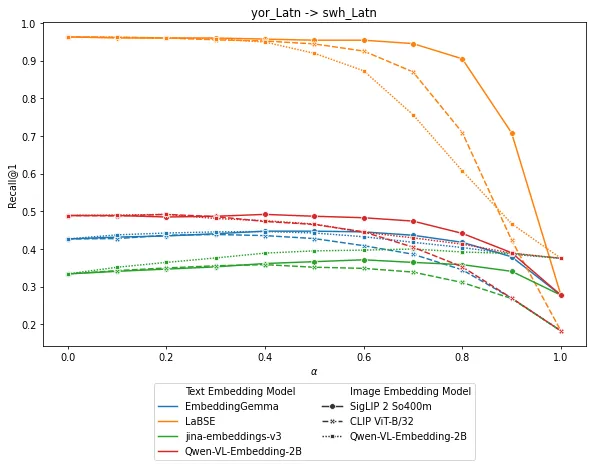 yor_Latn -> swh_Latn
1.0
0.9
0.8
0.7
0.6
0.5
0.4
0.3
0.2
Recall@1
0.0 0.2 0.4 0.6 0.8 1.0
α
Text Embedding Model Image Embedding Model
EmbeddingGemma SigLIP 2 So400m
LaBSE CLIP ViT-B/32
jina-embeddings-v3 Qwen-VL-Embedding-2B
Qwen-VL-Embedding-2B